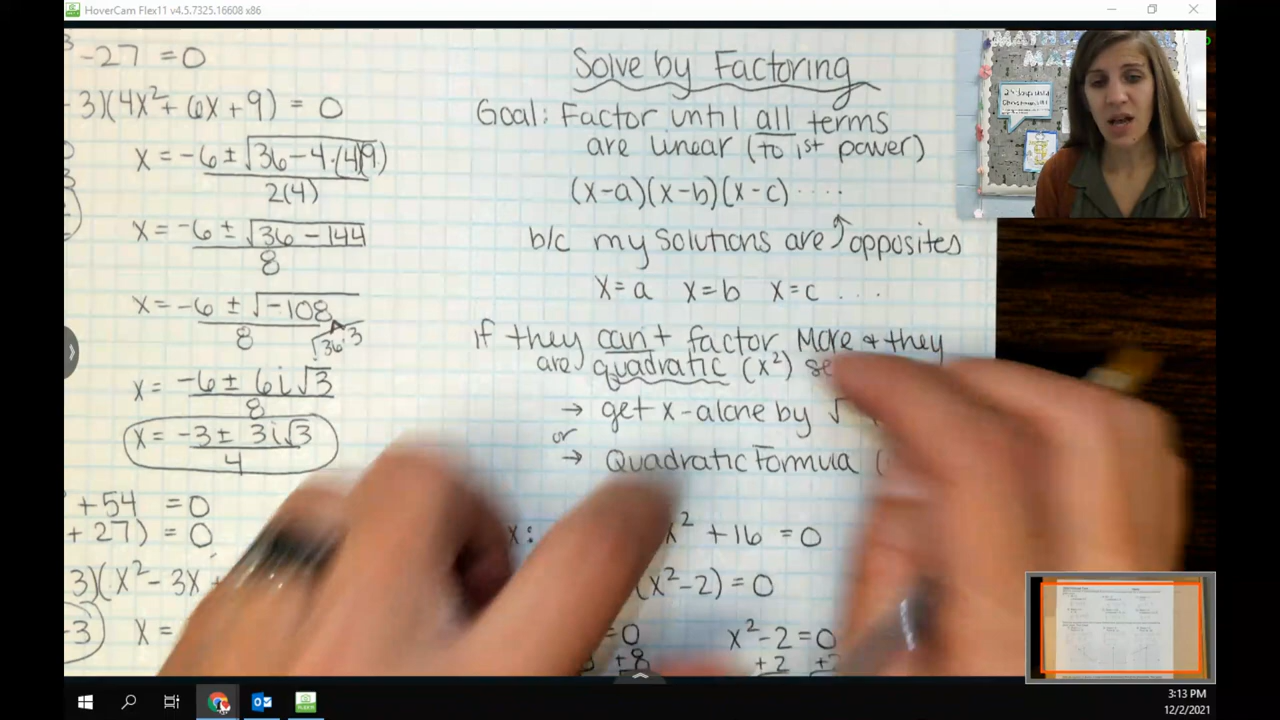 HoverCam Flex11 v4.5.7325.16608 x86
-27 = 0
3)(4x² + 6x + 9) = 0
x = -6 ± √36 - 4·(4)(9)
2(4)
x = -6 ± √36 - 144
8
x = -6 ± √-108
8
√36·3
x = -6 ± 6i√3
8
x = -3 ± 3i√3
4
+ 54 = 0
+ 27) = 0
3)(x² - 3x +
-3) x =
Solve by Factoring
Goal: Factor until all terms
are linear (to 1st power)
(x-a)(x-b)(x-c) ....
b/c my solutions are opposites
x = a x = b x = c ...
if they can't factor more & they
are quadratic (x²)
→ get x-alone by √
or
→ Quadratic Formula (
x:
x² + 16 = 0
(x² - 2) = 0
= 0 x² - 2 = 0
+8 +2
3:13 PM
12/2/2021